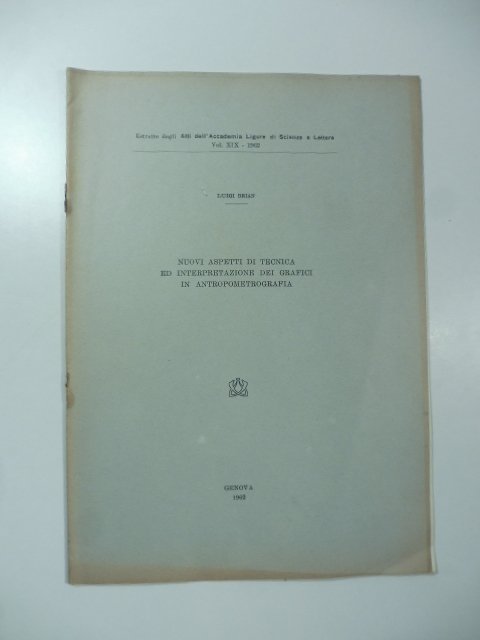 Estratto dagli Atti dell'Accademia Ligure di Scienze e Lettere
Vol. XIX - 1962
LUIGI BRIAN
NUOVI ASPETTI DI TECNICA
ED INTERPRETAZIONE DEI GRAFICI
IN ANTROPOMETROGRAFIA
GENOVA
1962